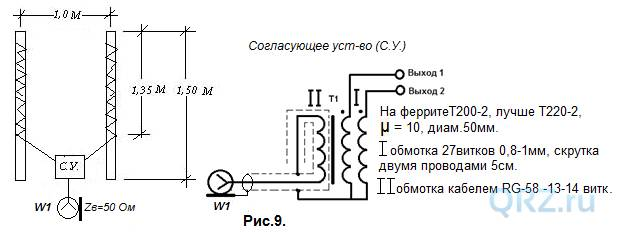 1,0 М
Согласующее уст-во (С.У.)
Выход 1
Выход 2
II
T1
I
1,35 М
1,50 М
На феррите T200-2, лучше Т220-2,
μ = 10, диам.50мм.
I обмотка 27витков 0,8-1мм, скрутка
двумя проводами 5см.
II обмотка кабелем RG-58 -13-14 витк.
С.У.
W1
Zв=50 Ом
W1
Рис.9.
QRZ.ru